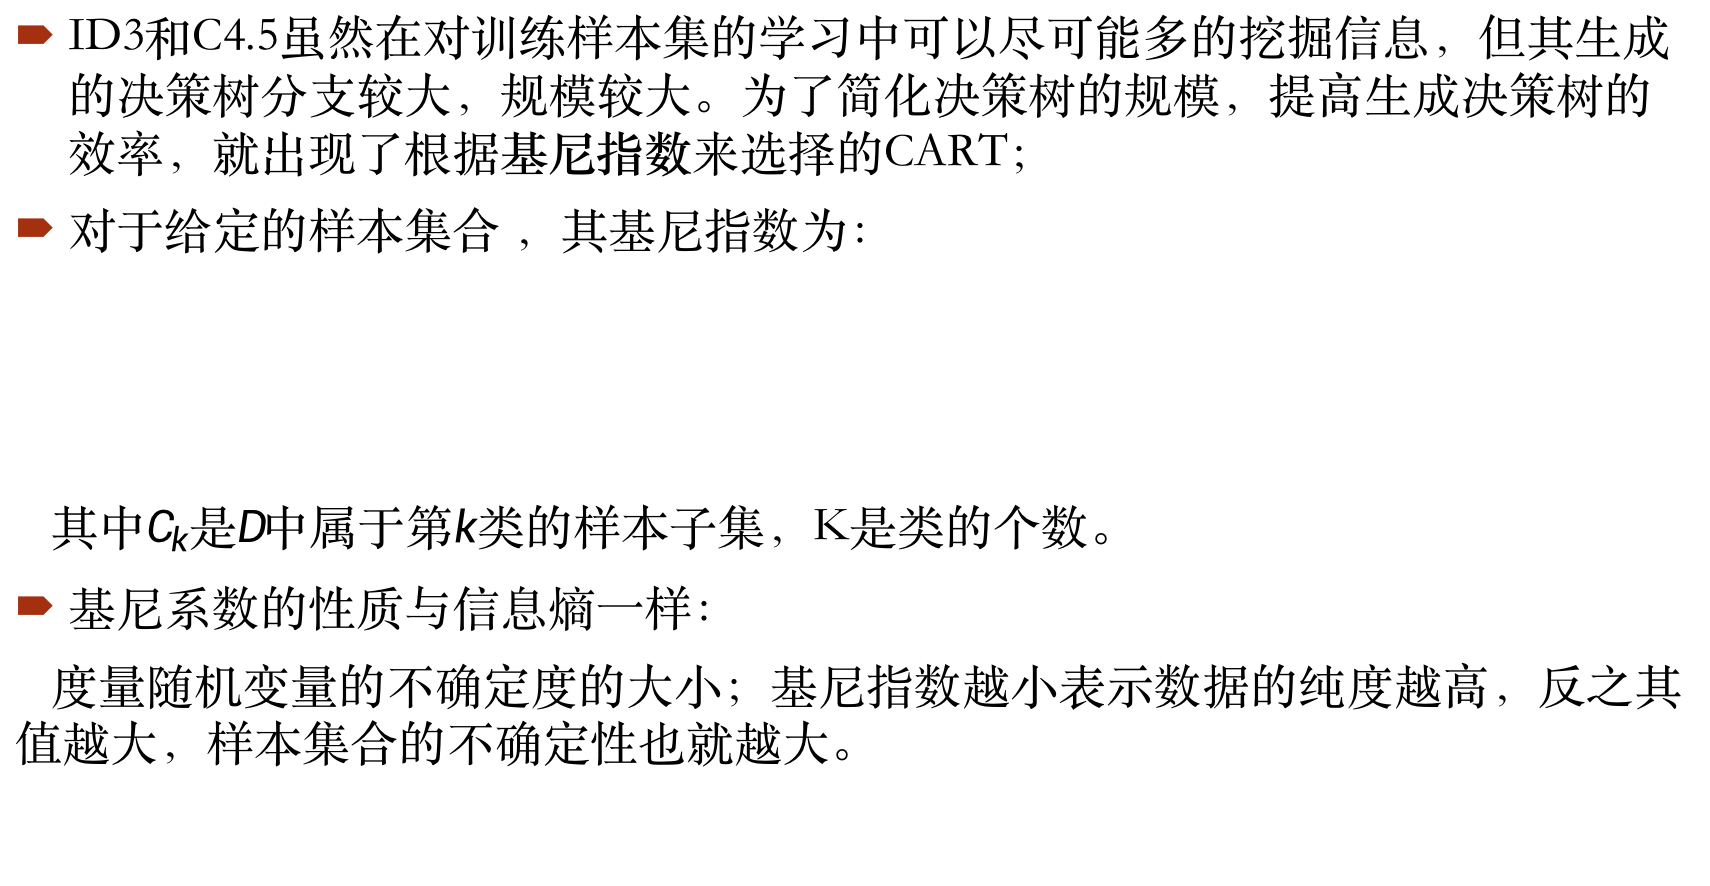 ID3和C4.5虽然在对训练样本集的学习中可以尽可能多的挖掘信息，但其生成
的决策树分支较大，规模较大。为了简化决策树的规模，提高生成决策树的
效率，就出现了根据基尼指数来选择的CART；
对于给定的样本集合 ，其基尼指数为：
其中Ck是D中属于第k类的样本子集，K是类的个数。
基尼系数的性质与信息熵一样：
度量随机变量的不确定度的大小；基尼指数越小表示数据的纯度越高，反之其
值越大，样本集合的不确定性也就越大。